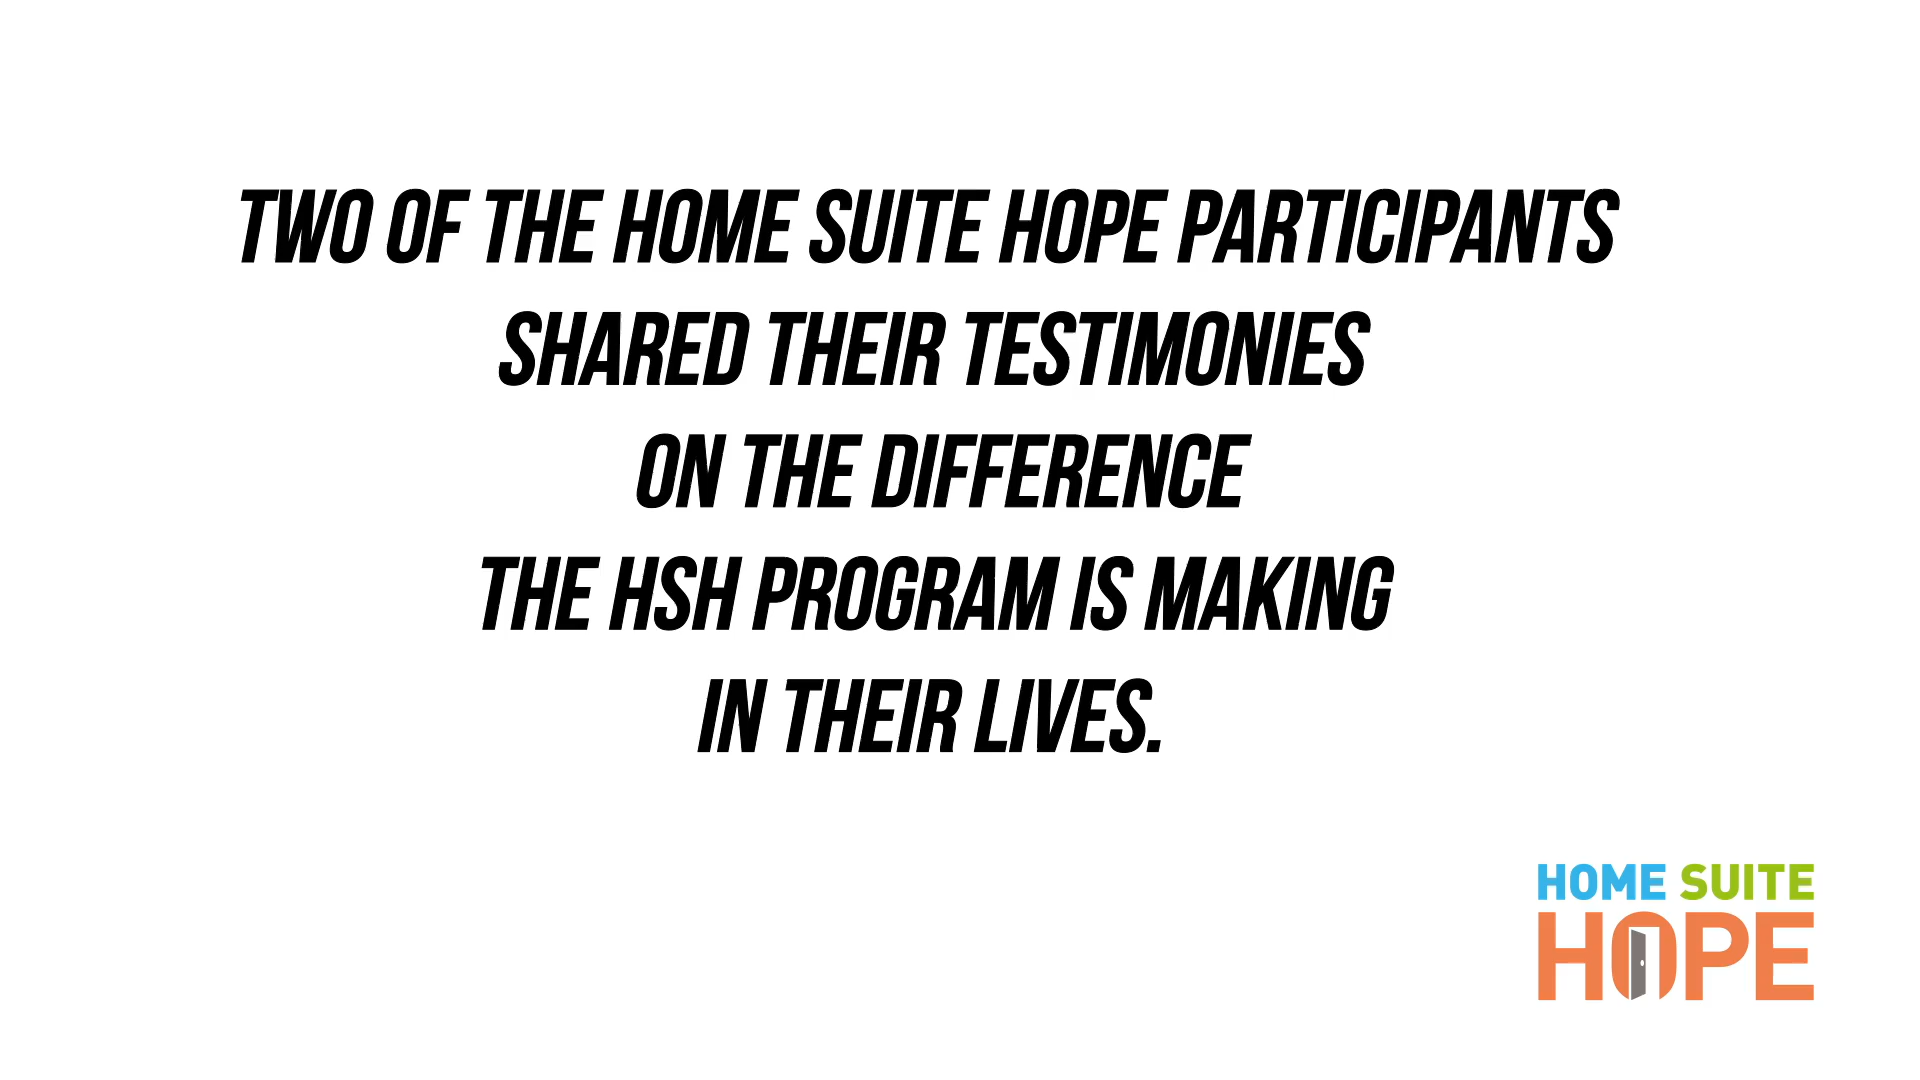 TWO OF THE HOME SUITE HOPE PARTICIPANTS
SHARED THEIR TESTIMONIES
ON THE DIFFERENCE
THE HSH PROGRAM IS MAKING
IN THEIR LIVES.
HOME SUITE
HOPE